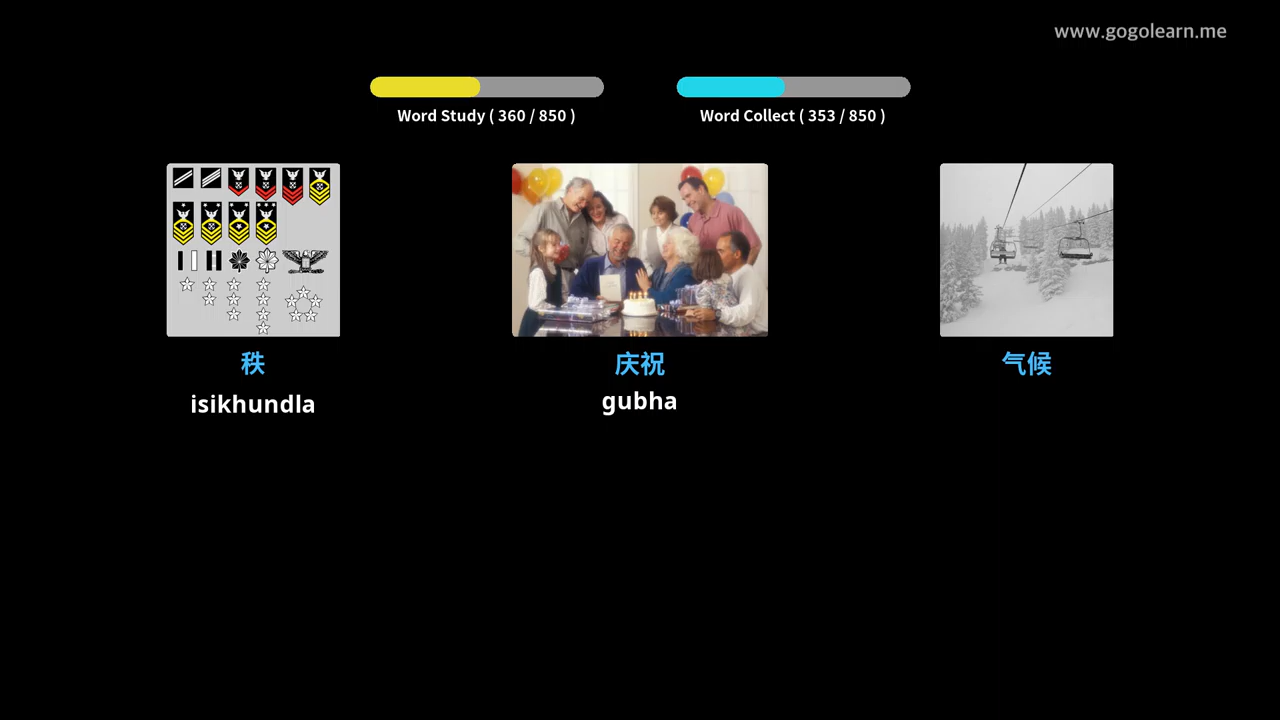 www.gogolearn.me
Word Study ( 360 / 850 )
Word Collect ( 353 / 850 )
秩
庆祝
气候
isikhundla
gubha